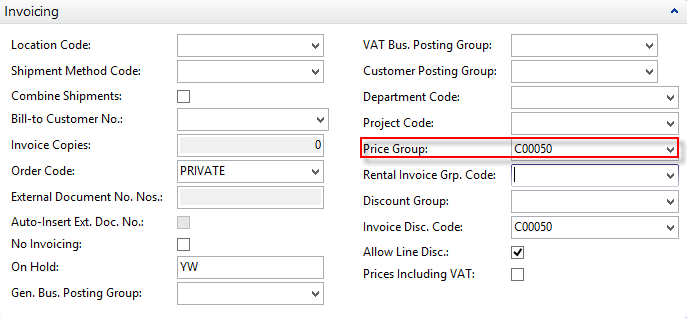 Invoicing
Location Code:
Shipment Method Code:
Combine Shipments:
Bill-to Customer No.:
Invoice Copies: 0
Order Code: PRIVATE
External Document No. Nos.:
Auto-Insert Ext. Doc. No.:
No Invoicing:
On Hold: YW
Gen. Bus. Posting Group:
VAT Bus. Posting Group:
Customer Posting Group:
Department Code:
Project Code:
Price Group: C00050
Rental Invoice Grp. Code:
Discount Group:
Invoice Disc. Code: C00050
Allow Line Disc.:
Prices Including VAT: